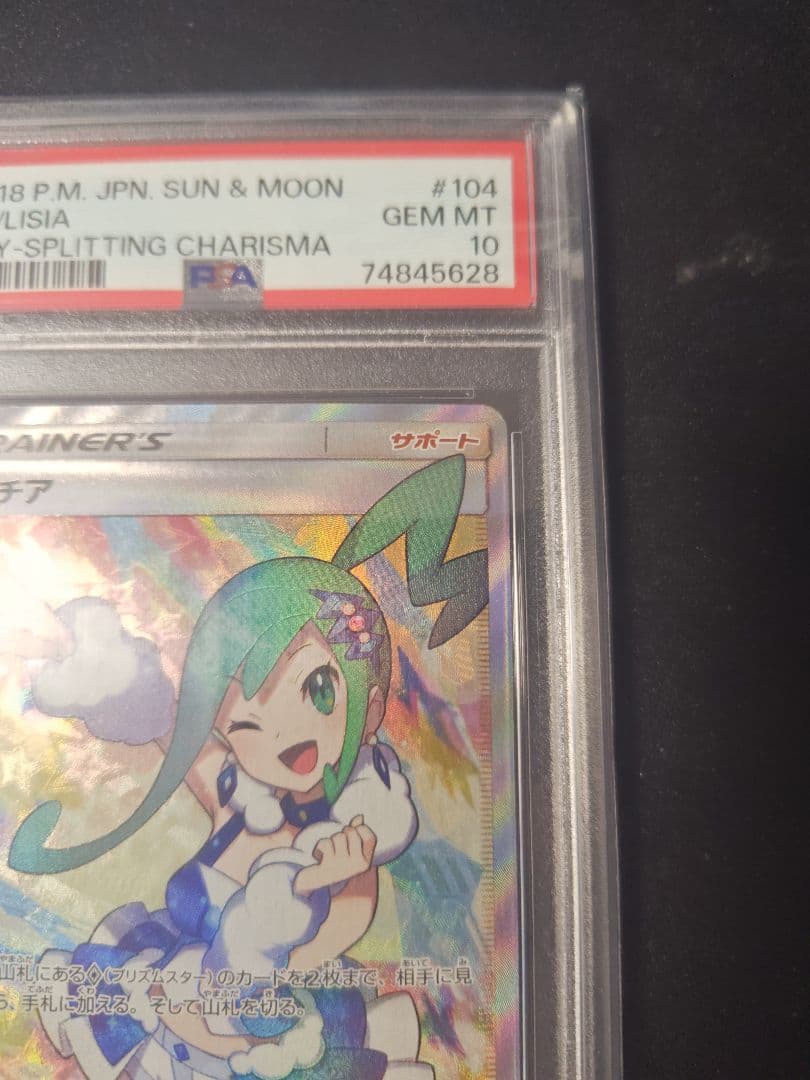 18 P.M. JPN. SUN & MOON #104
/LISIA GEM MT
Y-SPLITTING CHARISMA 10
PSA 74845628
RAINER'S サポート
チア
山札にある(プリズムスター)のカードを2枚まで、相手に見
、手札に加える。そして山札を切る。